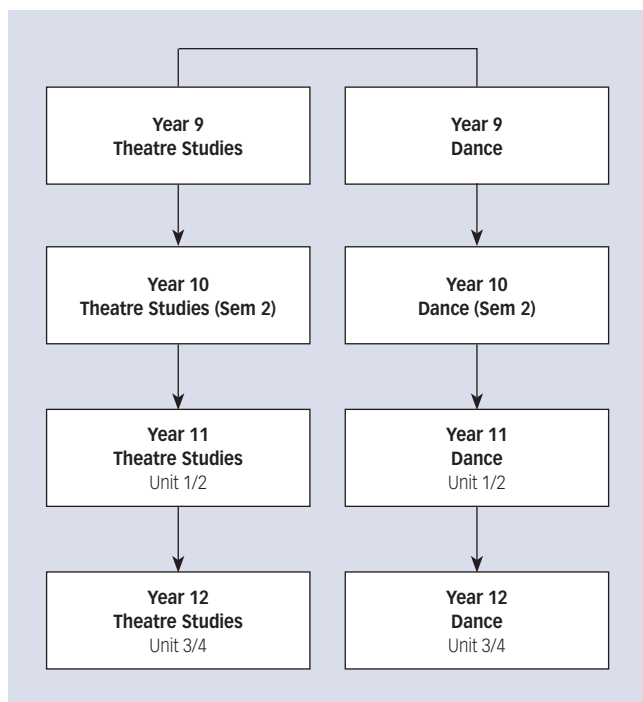 Year 9
Theatre Studies
Year 9
Dance
Year 10
Theatre Studies (Sem 2)
Year 10
Dance (Sem 2)
Year 11
Theatre Studies
Unit 1/2
Year 11
Dance
Unit 1/2
Year 12
Theatre Studies
Unit 3/4
Year 12
Dance
Unit 3/4